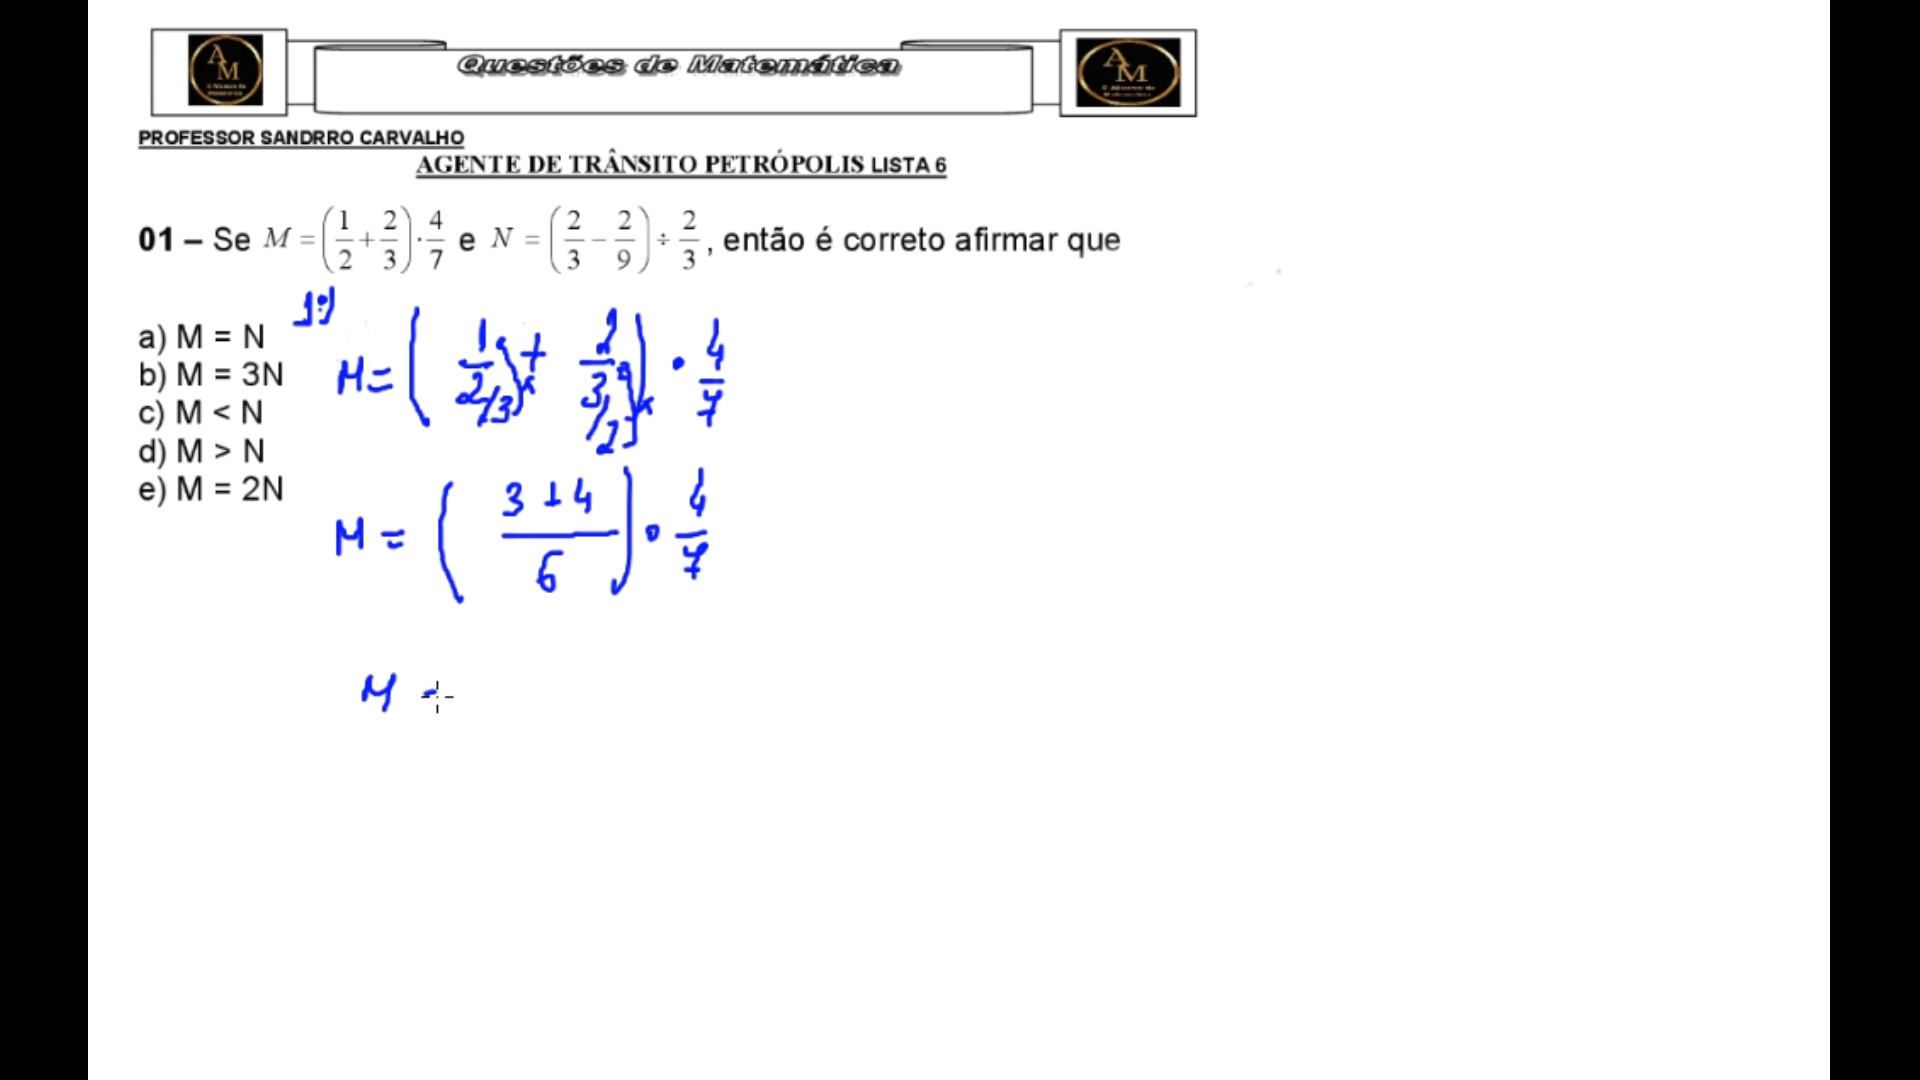 A
M
A
M
Questões de Matemática
PROFESSOR SANDRRO CARVALHO
AGENTE DE TRÂNSITO PETRÓPOLIS LISTA 6
01 – Se M = (1/2 + 2/3) · 4/7 e N = (2/3 − 2/9) ÷ 2/3, então é correto afirmar que
a) M = N
b) M = 3N
c) M < N
d) M > N
e) M = 2N
M = (1/2 /3 + 2/3 /2) · 4/7
M = (3 + 4 / 6) · 4/7
M